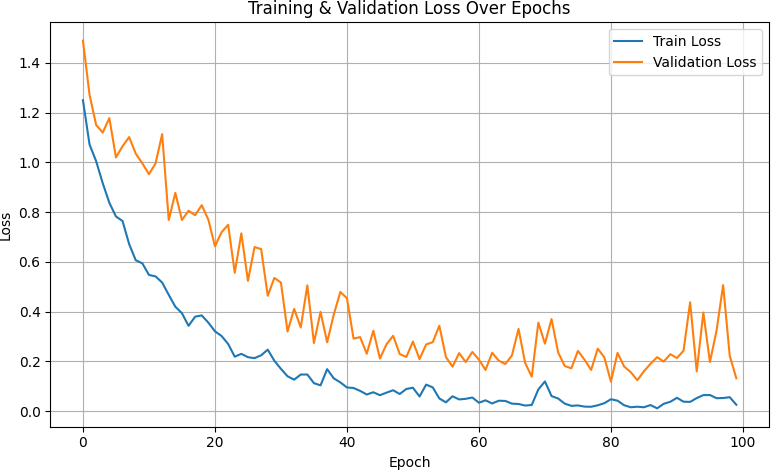 Training & Validation Loss Over Epochs
Train Loss
Validation Loss
Loss
1.4
1.2
1.0
0.8
0.6
0.4
0.2
0.0
0 20 40 60 80 100
Epoch